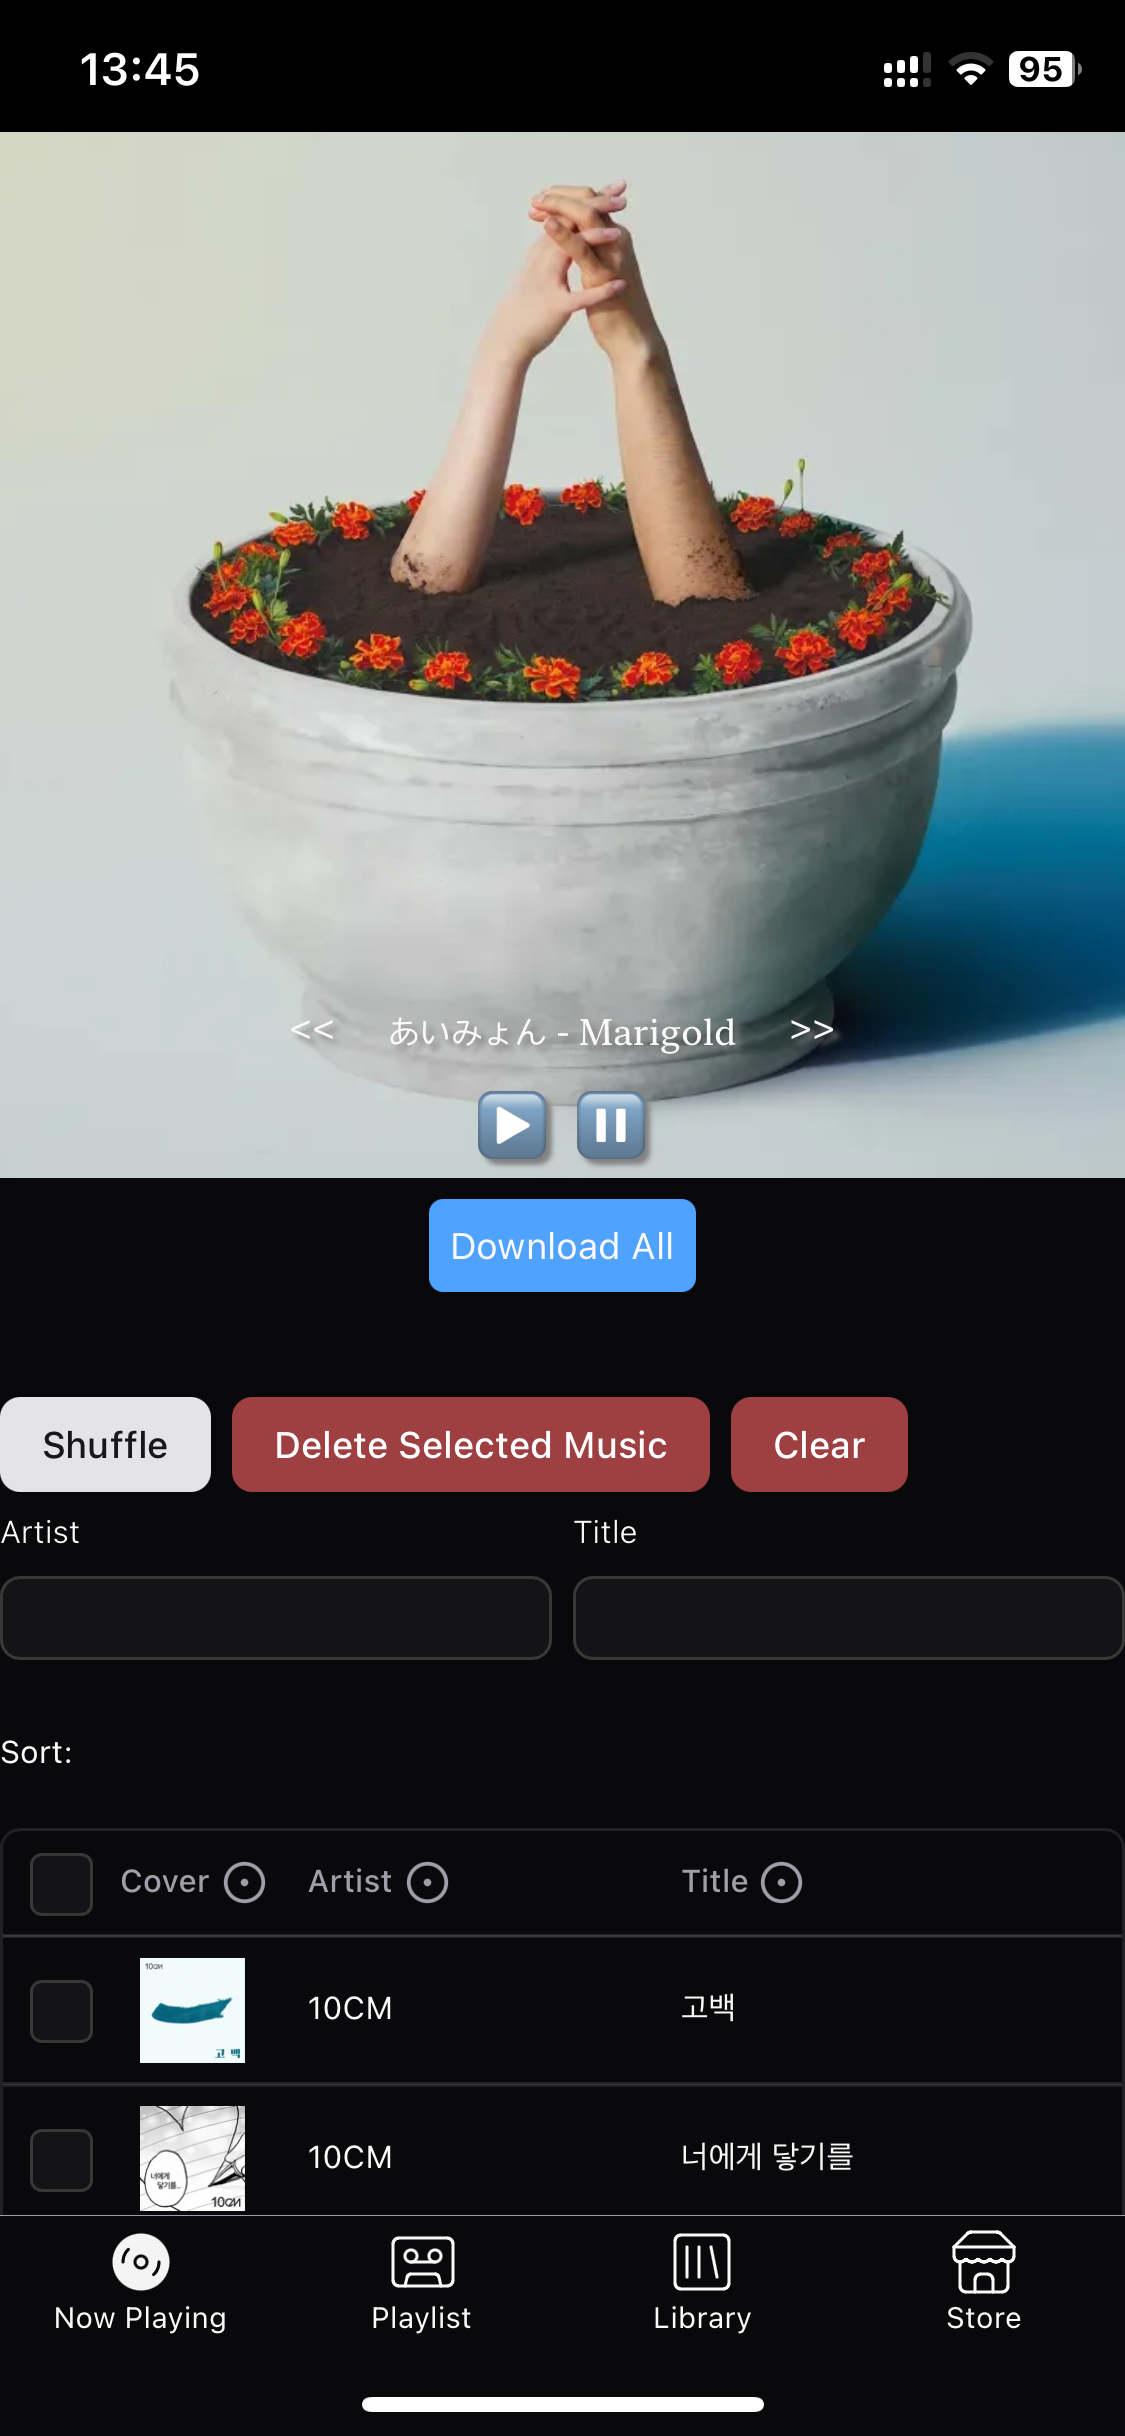 13:45
95
<< あいみょん - Marigold >>
Download All
Shuffle Delete Selected Music Clear
Artist Title
Sort:
Cover Artist Title
10CM
고백
10CM 고백
너에게
닿기를..
10CM
10CM 너에게 닿기를
Now Playing Playlist Library Store